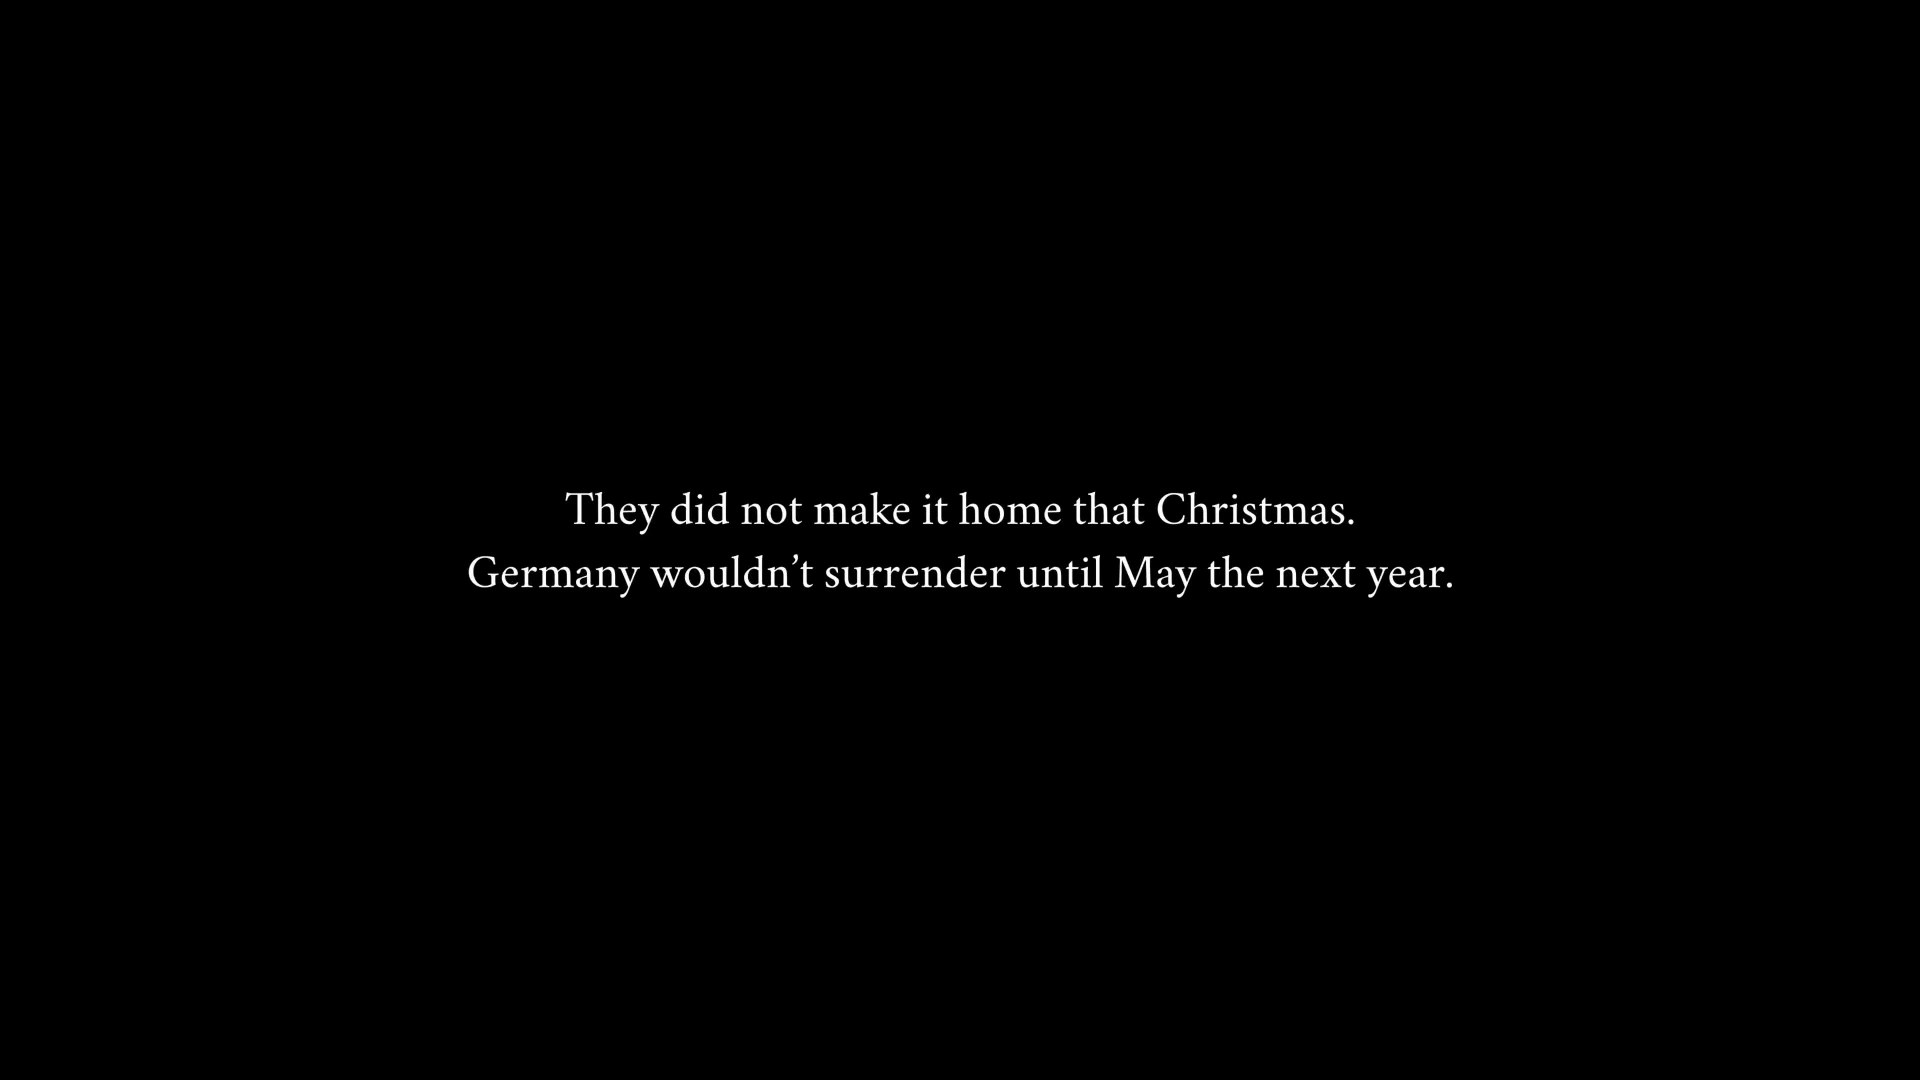 They did not make it home that Christmas.
Germany wouldn’t surrender until May the next year.